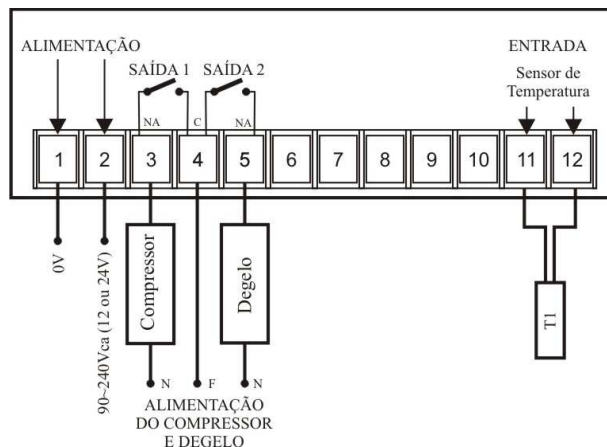 ALIMENTAÇÃO
ENTRADA
SAÍDA 1
SAÍDA 2
Sensor de
Temperatura
NA
C
NA
1
2
3
4
5
6
7
8
9
10
11
12
0V
90~240Vca (12 ou 24V)
Compressor
Degelo
T1
N
F
N
ALIMENTAÇÃO
DO COMPRESSOR
E DEGELO